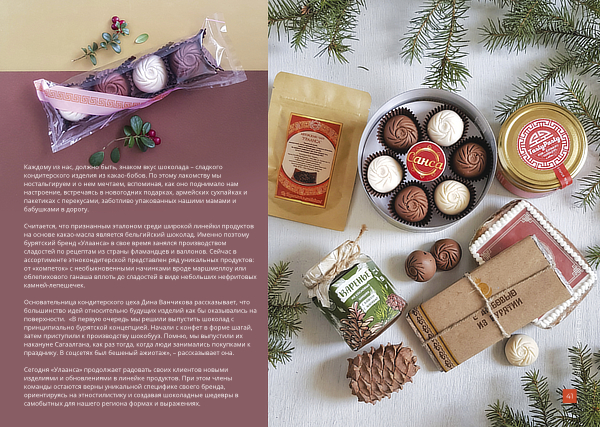 Каждому из нас, должно быть, знаком вкус шоколада – сладкого
кондитерского изделия из какао-бобов. По этому лакомству мы
ностальгируем и о нем мечтаем, вспоминая, как оно поднимало нам
настроение, встречаясь в новогодних подарках, армейских сухпайках и
пакетиках с перекусами, заботливо упакованных нашими мамами и
бабушками в дорогу.
Считается, что признанным эталоном среди широкой линейки продуктов
на основе какао-масла является бельгийский шоколад. Именно поэтому
бурятский бренд «Улаанса» в свое время занялся производством
сладостей по рецептам из страны фламандцев и валлонов. Сейчас в
ассортименте этнокондитерской представлен ряд уникальных продуктов:
от «компеток» с необыкновенными начинками вроде маршмеллоу или
облепихового ганаша вплоть до сладостей в виде небольших нефритовых
камней-лепешечек.
Основательница кондитерского цеха Дина Ванчикова рассказывает, что
большинство идей относительно будущих изделий как бы оказывались на
поверхности. «В первую очередь мы решили выпустить шоколад с
принципиально бурятской концепцией. Начали с конфет в форме шагай,
затем приступили к производству шокобууз. Помню, мы выпустили их
накануне Сагаалгана, как раз тогда, когда люди занимались покупками к
празднику. В соцсетях был бешеный ажиотаж», – рассказывает она.
Сегодня «Улаанса» продолжает радовать своих клиентов новыми
изделиями и обновлениями в линейке продуктов. При этом члены
команды остаются верны уникальной специфике своего бренда,
ориентируясь на этностилистику и создавая шоколадные шедевры в
самобытных для нашего региона формах и выражениях.
ВАРЕНЬЕ
41